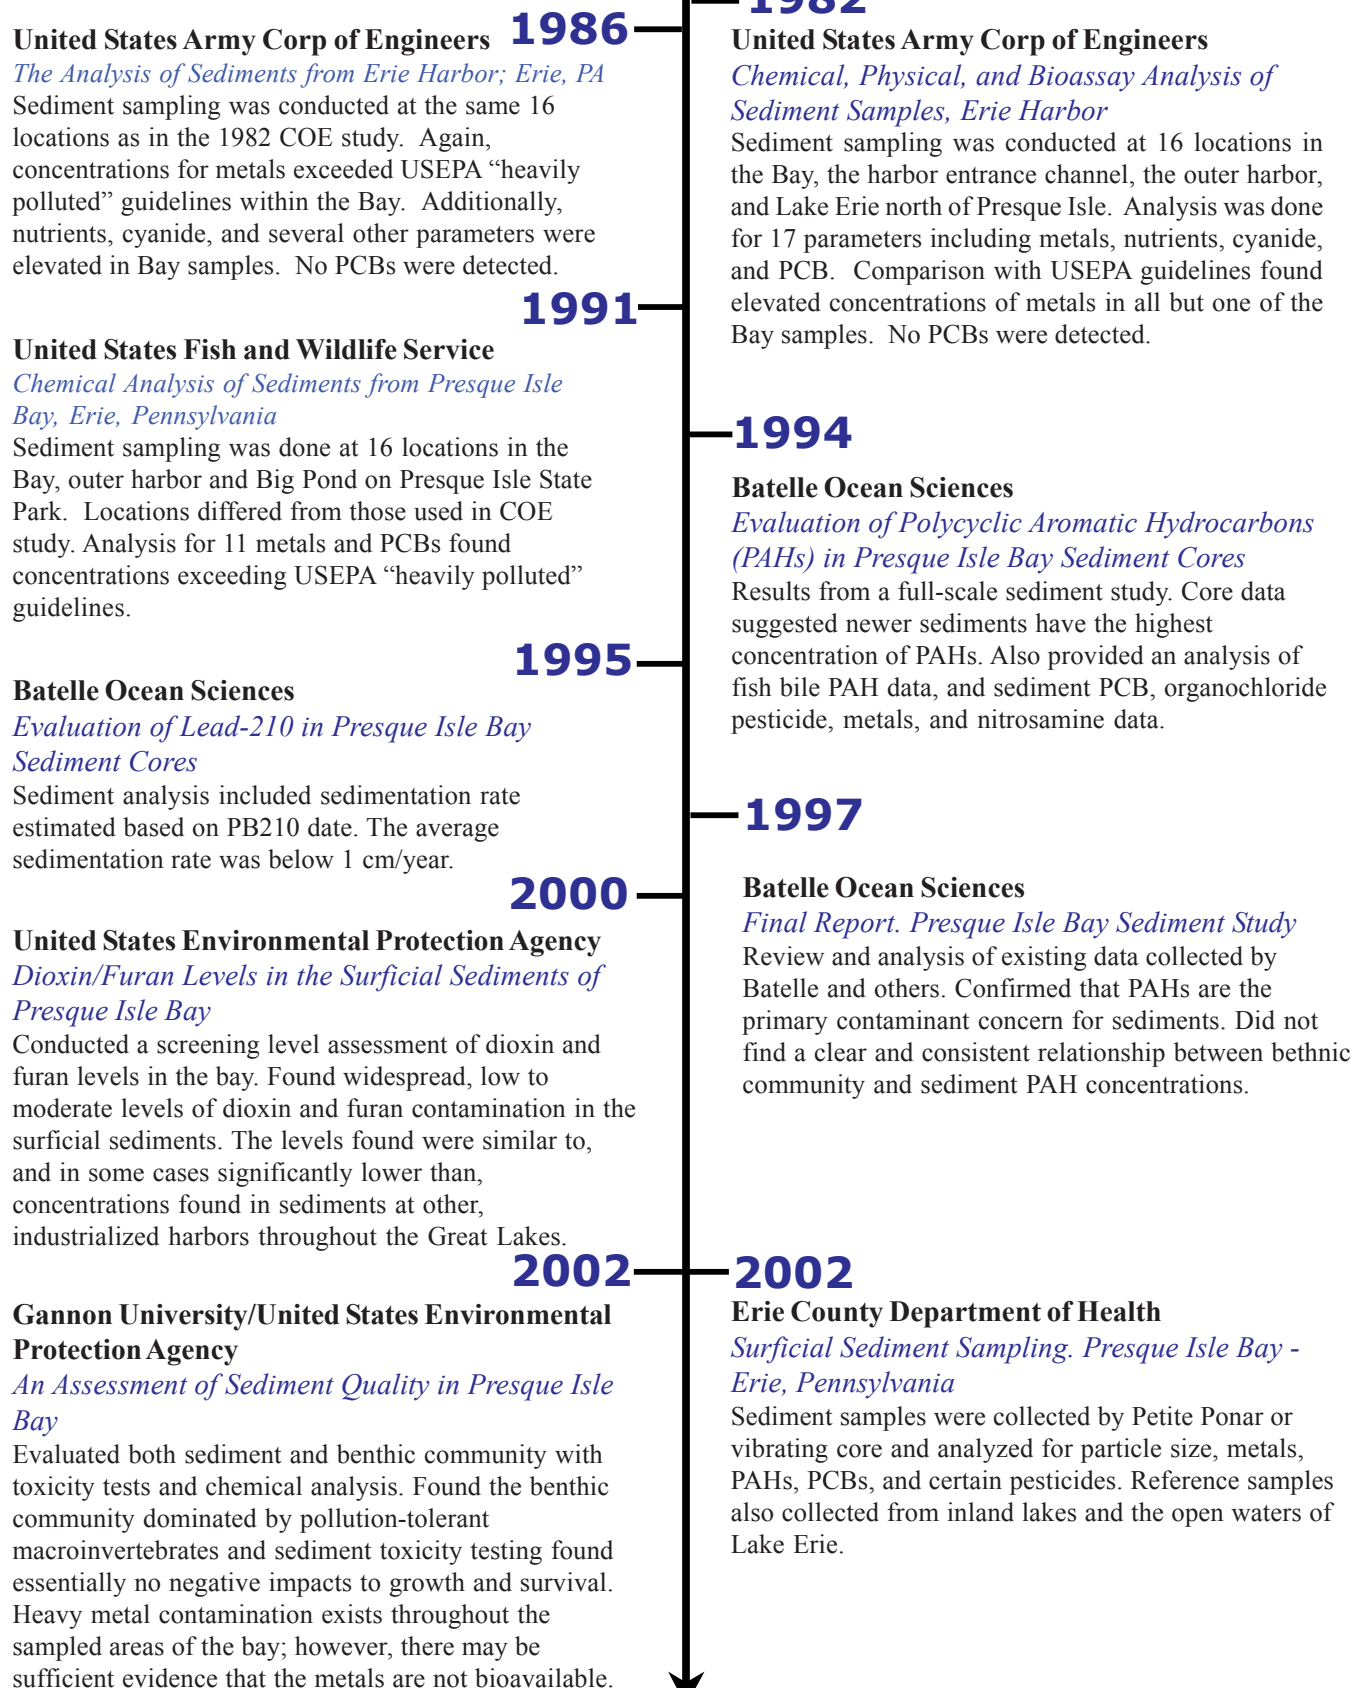 1982
United States Army Corp of Engineers
Chemical, Physical, and Bioassay Analysis of
Sediment Samples, Erie Harbor
Sediment sampling was conducted at 16 locations in
the Bay, the harbor entrance channel, the outer harbor,
and Lake Erie north of Presque Isle. Analysis was done
for 17 parameters including metals, nutrients, cyanide,
and PCB. Comparison with USEPA guidelines found
elevated concentrations of metals in all but one of the
Bay samples. No PCBs were detected.
1986
United States Army Corp of Engineers
The Analysis of Sediments from Erie Harbor; Erie, PA
Sediment sampling was conducted at the same 16
locations as in the 1982 COE study. Again,
concentrations for metals exceeded USEPA “heavily
polluted” guidelines within the Bay. Additionally,
nutrients, cyanide, and several other parameters were
elevated in Bay samples. No PCBs were detected.
1991
United States Fish and Wildlife Service
Chemical Analysis of Sediments from Presque Isle
Bay, Erie, Pennsylvania
Sediment sampling was done at 16 locations in the
Bay, outer harbor and Big Pond on Presque Isle State
Park. Locations differed from those used in COE
study. Analysis for 11 metals and PCBs found
concentrations exceeding USEPA “heavily polluted”
guidelines.
1994
Batelle Ocean Sciences
Evaluation of Polycyclic Aromatic Hydrocarbons
(PAHs) in Presque Isle Bay Sediment Cores
Results from a full-scale sediment study. Core data
suggested newer sediments have the highest
concentration of PAHs. Also provided an analysis of
fish bile PAH data, and sediment PCB, organochloride
pesticide, metals, and nitrosamine data.
1995
Batelle Ocean Sciences
Evaluation of Lead-210 in Presque Isle Bay
Sediment Cores
Sediment analysis included sedimentation rate
estimated based on PB210 date. The average
sedimentation rate was below 1 cm/year.
1997
Batelle Ocean Sciences
Final Report. Presque Isle Bay Sediment Study
Review and analysis of existing data collected by
Batelle and others. Confirmed that PAHs are the
primary contaminant concern for sediments. Did not
find a clear and consistent relationship between bethnic
community and sediment PAH concentrations.
2000
United States Environmental Protection Agency
Dioxin/Furan Levels in the Surficial Sediments of
Presque Isle Bay
Conducted a screening level assessment of dioxin and
furan levels in the bay. Found widespread, low to
moderate levels of dioxin and furan contamination in the
surficial sediments. The levels found were similar to,
and in some cases significantly lower than,
concentrations found in sediments at other,
industrialized harbors throughout the Great Lakes.
2002
Gannon University/United States Environmental
Protection Agency
An Assessment of Sediment Quality in Presque Isle
Bay
Evaluated both sediment and benthic community with
toxicity tests and chemical analysis. Found the benthic
community dominated by pollution-tolerant
macroinvertebrates and sediment toxicity testing found
essentially no negative impacts to growth and survival.
Heavy metal contamination exists throughout the
sampled areas of the bay; however, there may be
sufficient evidence that the metals are not bioavailable.
2002
Erie County Department of Health
Surficial Sediment Sampling. Presque Isle Bay -
Erie, Pennsylvania
Sediment samples were collected by Petite Ponar or
vibrating core and analyzed for particle size, metals,
PAHs, PCBs, and certain pesticides. Reference samples
also collected from inland lakes and the open waters of
Lake Erie.